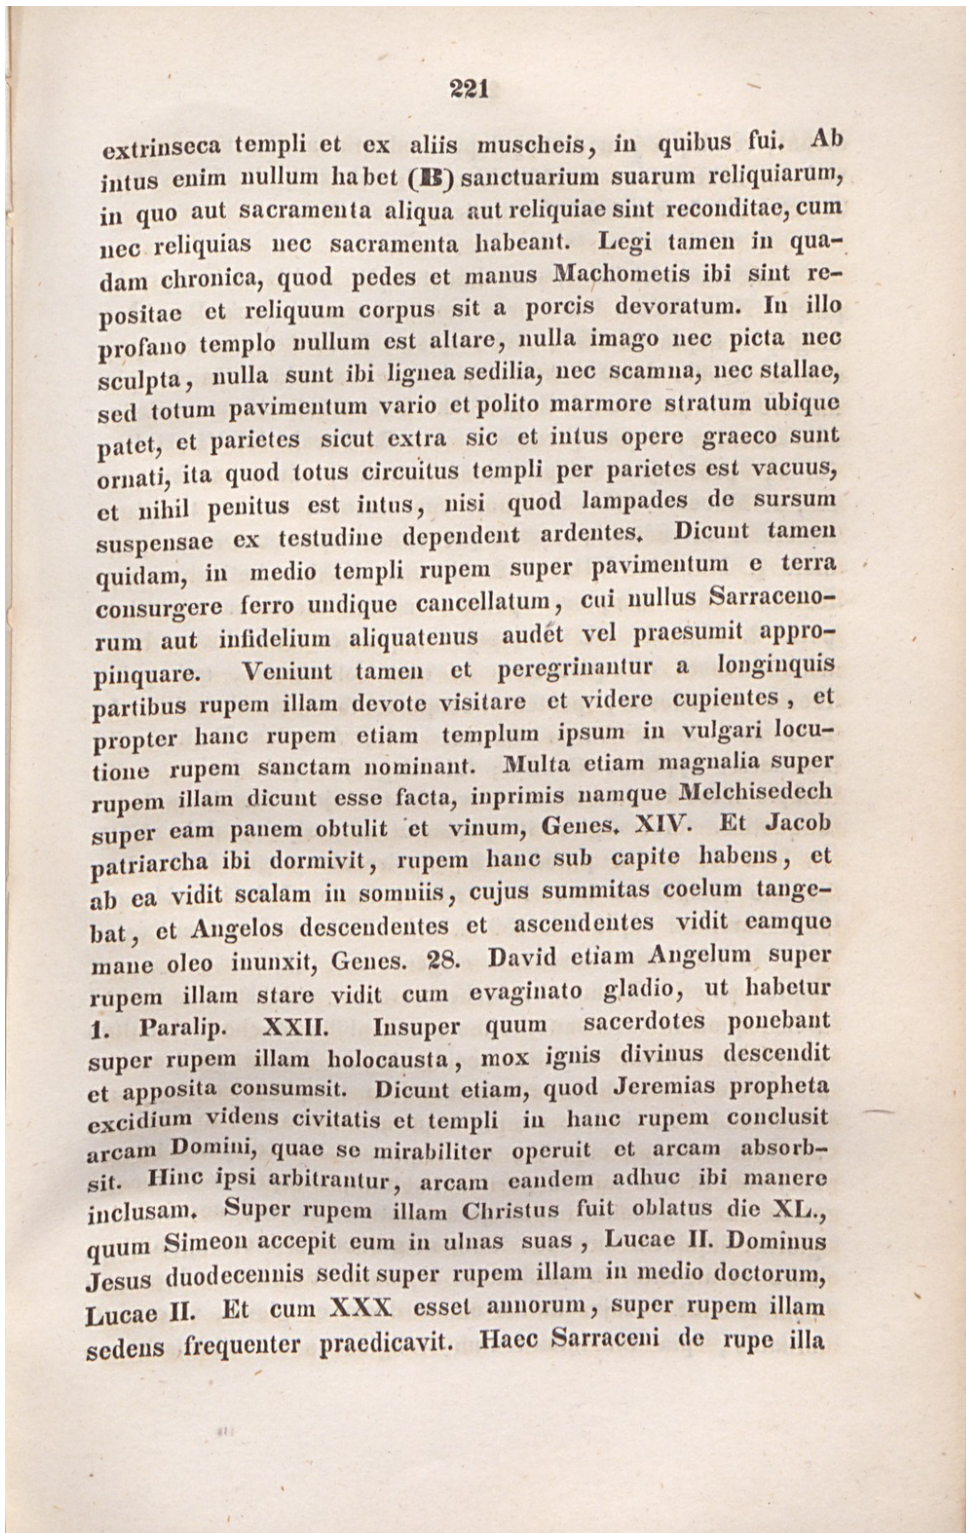 221
extrinseca templi et ex aliis muscheis, in quibus fui. Ab
intus enim nullum habet (B) sanctuarium suarum reliquiarum,
in quo aut sacramenta aliqua aut reliquiae sint reconditae, cum
nec reliquias nec sacramenta habeant. Legi tamen in qua-
dam chronica, quod pedes et manus Machometis ibi sint re-
positae et reliquum corpus sit a porcis devoratum. In illo
profano templo nullum est altare, nulla imago nec picta nec
sculpta, nulla sunt ibi lignea sedilia, nec scamna, nec stallae,
sed totum pavimentum vario et polito marmore stratum ubique
patet, et parietes sicut extra sic et intus opere graeco sunt
ornati, ita quod totus circuitus templi per parietes est vacuus,
et nihil penitus est intus, nisi quod lampades de sursum
suspensae ex testudine dependent ardentes. Dicunt tamen
quidam, in medio templi rupem super pavimentum e terra
consurgere ferro undique cancellatum, cui nullus Sarraceno-
rum aut infidelium aliquatenus audet vel praesumit appro-
pinquare. Veniunt tamen et peregrinantur a longinquis
partibus rupem illam devote visitare et videre cupientes, et
propter hanc rupem etiam templum ipsum in vulgari locu-
tione rupem sanctam nominant. Multa etiam magnalia super
rupem illam dicunt esse facta, inprimis namque Melchisedech
super eam panem obtulit et vinum, Genes. XIV. Et Jacob
patriarcha ibi dormivit, rupem hanc sub capite habens, et
ab ea vidit scalam in somniis, cujus summitas coelum tange-
bat, et Angelos descendentes et ascendentes vidit eamque
mane oleo inunxit, Genes. 28. David etiam Angelum super
rupem illam stare vidit cum evaginato gladio, ut habetur
1. Paralip. XXII. Insuper quum sacerdotes ponebant
super rupem illam holocausta, mox ignis divinus descendit
et apposita consumsit. Dicunt etiam, quod Jeremias propheta
excidium videns civitatis et templi in hanc rupem conclusit
arcam Domini, quae se mirabiliter operuit et arcam absorb-
sit. Hinc ipsi arbitrantur, arcam eandem adhuc ibi manere
inclusam. Super rupem illam Christus fuit oblatus die XL.,
quum Simeon accepit eum in ulnas suas, Lucae II. Dominus
Jesus duodecennis sedit super rupem illam in medio doctorum,
Lucae II. Et cum XXX esset annorum, super rupem illam
sedens frequenter praedicavit. Haec Sarraceni de rupe illa